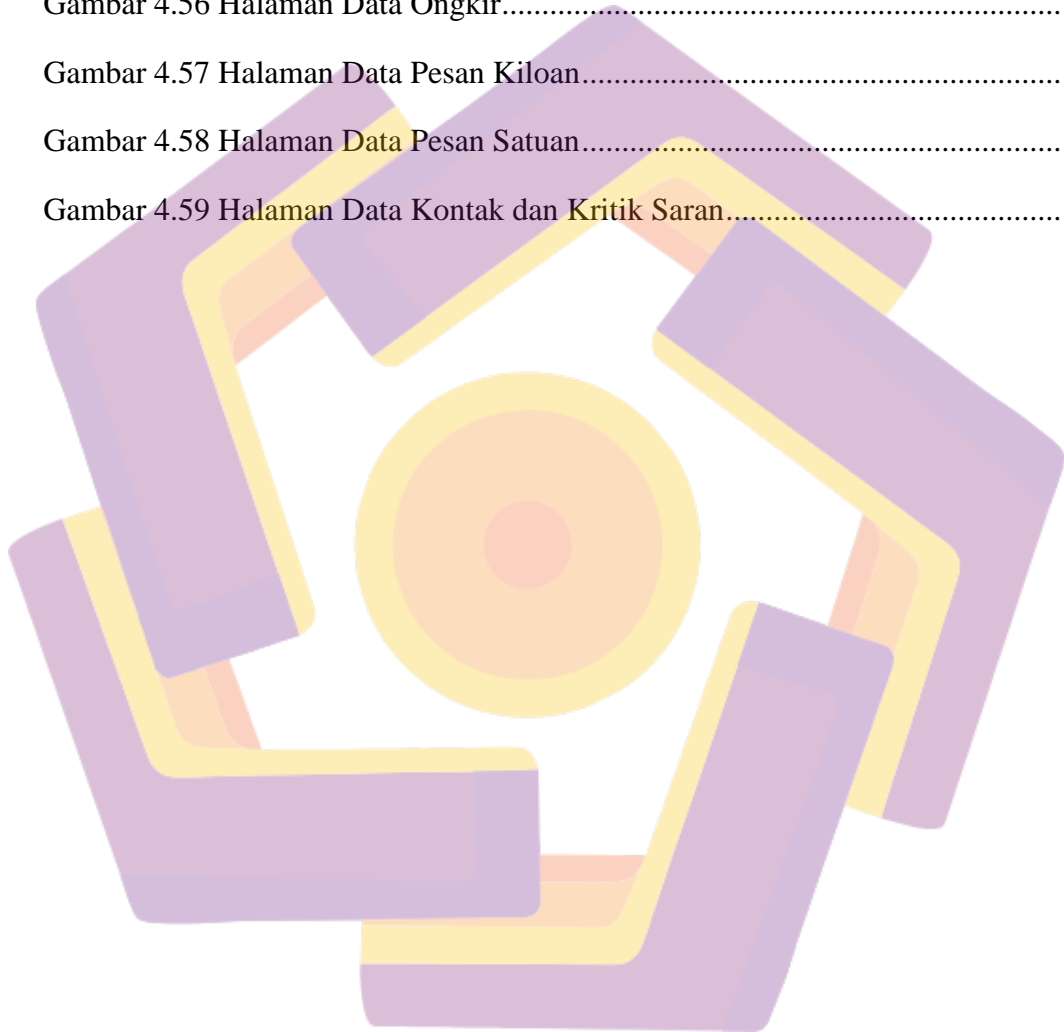 Gambar 4.56 Halaman Data Ongkir..........................................................................
Gambar 4.57 Halaman Data Pesan Kiloan................................................................
Gambar 4.58 Halaman Data Pesan Satuan................................................................
Gambar 4.59 Halaman Data Kontak dan Kritik Saran.............................................